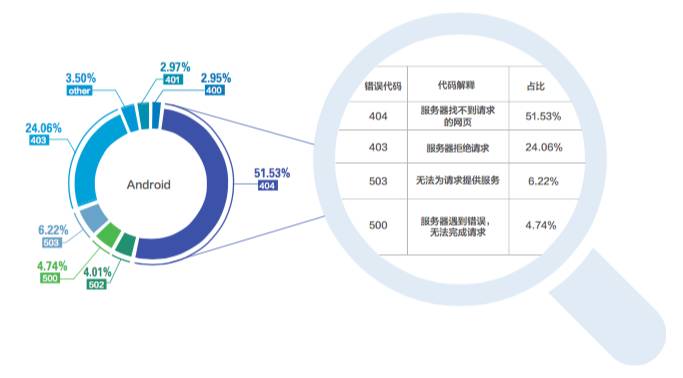 2.97%
401
2.95%
400
3.50%
other
24.06%
403
Android
51.53%
404
6.22%
503
4.74%
500
4.01%
502
错误代码 代码解释 占比
404 服务器找不到请求
的网页 51.53%
403 服务器拒绝请求 24.06%
503 无法为请求提供服务 6.22%
500 服务器遇到错误，
无法完成请求 4.74%